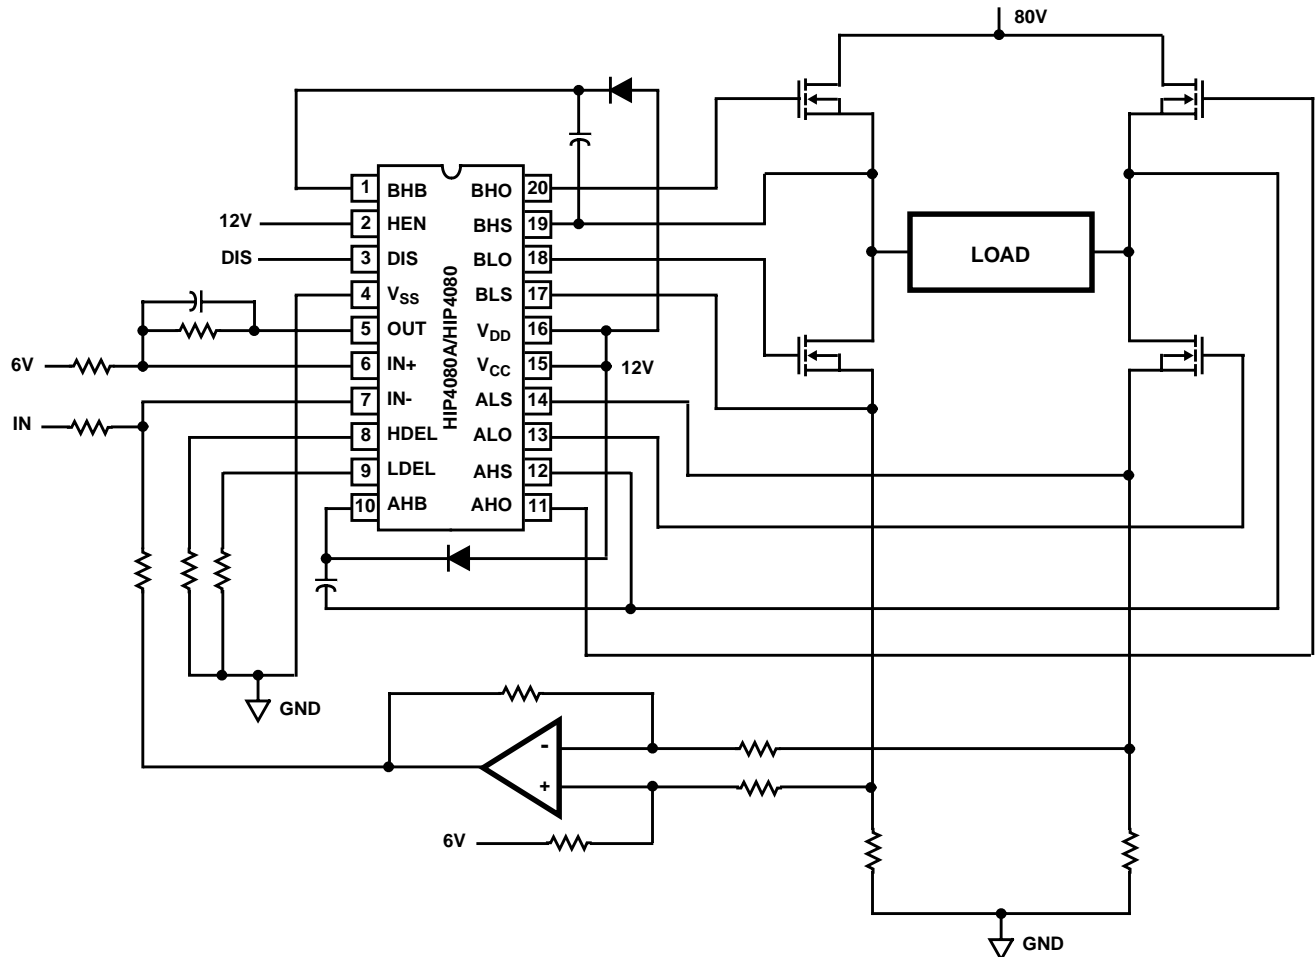 80V
1 BHB BHO 20
12V 2 HEN BHS 19
DIS 3 DIS BLO 18
4 VSS BLS 17
5 OUT VDD 16
6V 6 IN+ VCC 15 12V
IN 7 IN- ALS 14
8 HDEL ALO 13
9 LDEL AHS 12
10 AHB AHO 11
HIP4080A/HIP4080
LOAD
GND
-
+
6V
GND